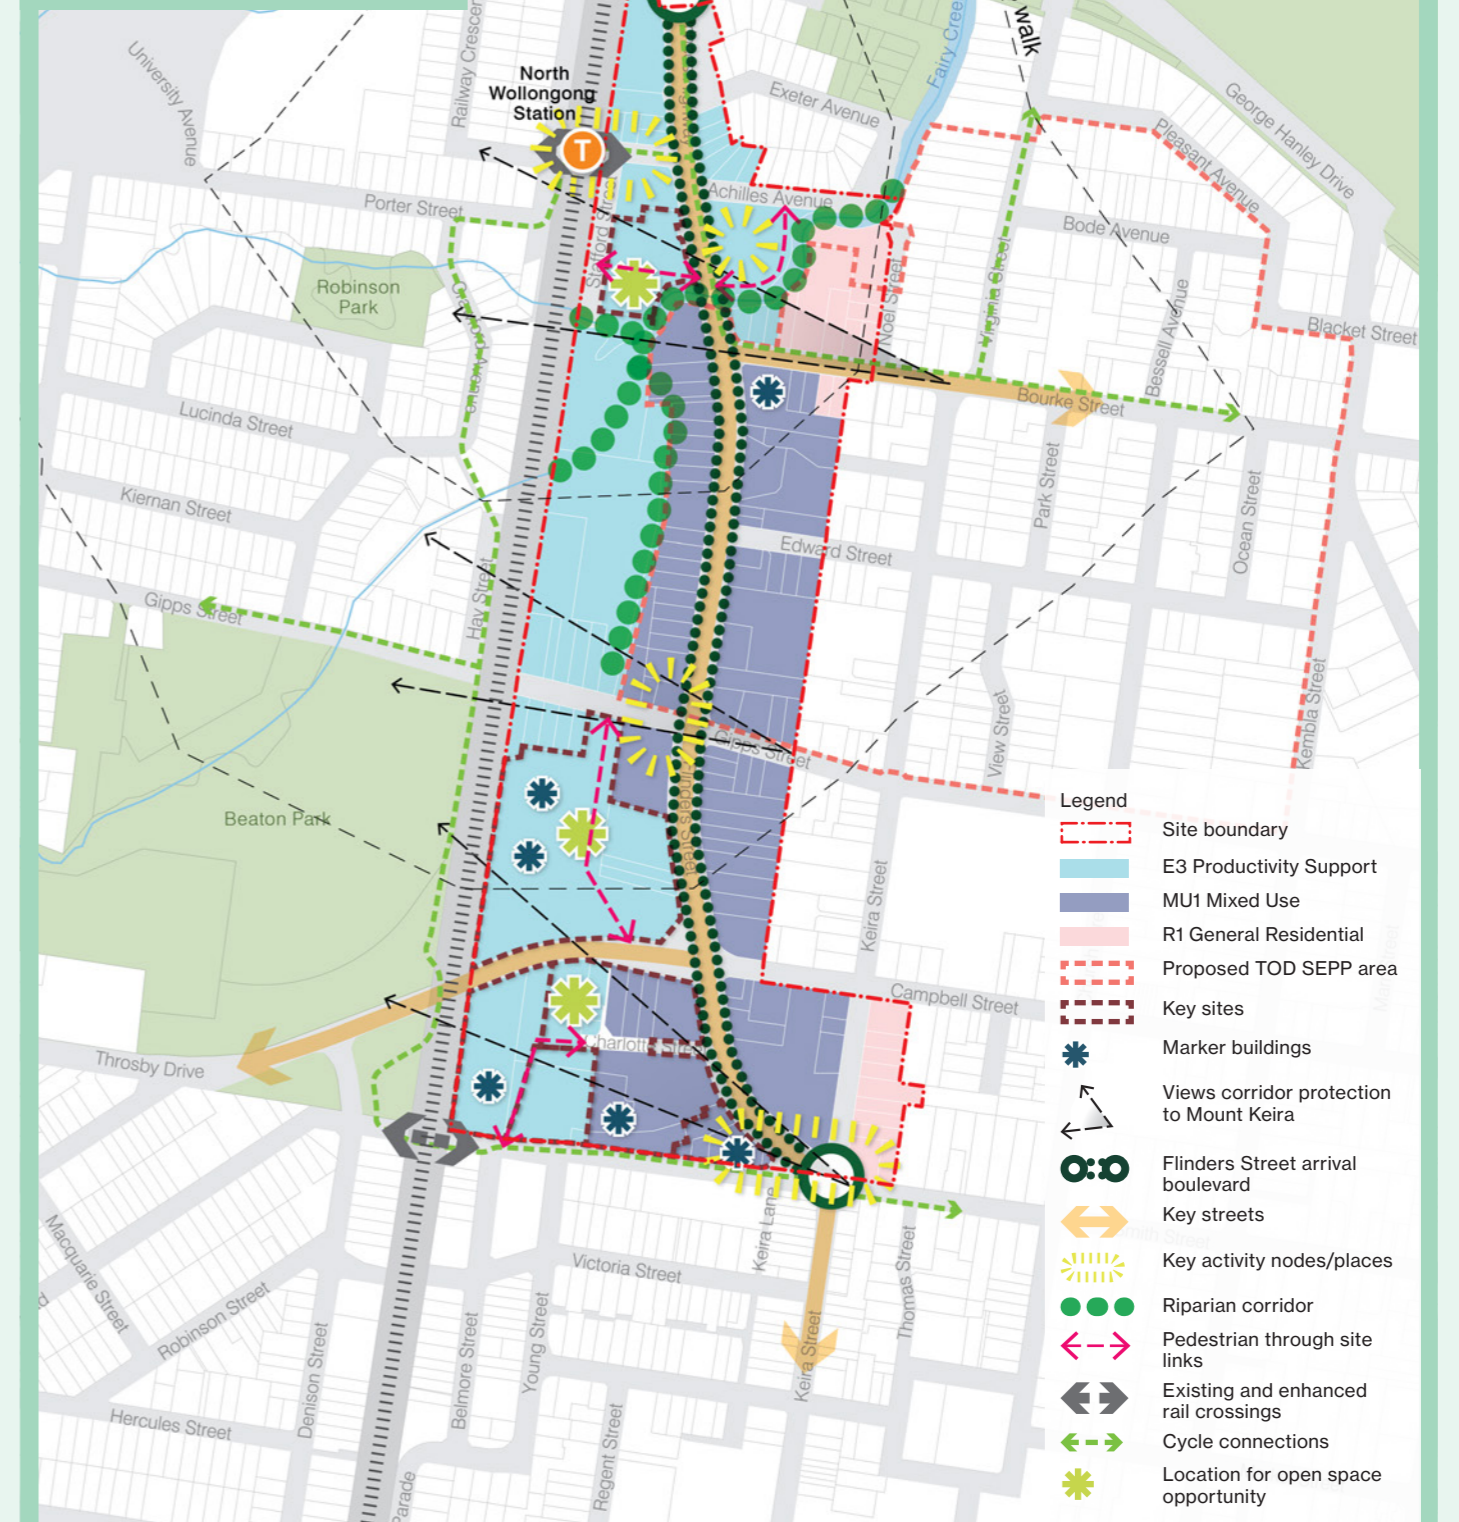 walk
Fairy Cree
Railway Crescen
University Avenue
North
Wollongong
Station
T
Exeter Avenue
George Hanley Drive
Pleasant Avenue
Achilles Avenue
Porter Street
Stafford Street
Bode Avenue
Robinson
Park
Noel Street
Virginia Street
Bessell Avenue
Blacket Street
Bourke Street
Lucinda Street
Kiernan Street
Park Street
Ocean Street
Edward Street
Gipps Street
Hay Street
View Street
Kembla Street
Gipps Street
Flinders Street
Beaton Park
Keira Street
Campbell Street
Charlotte Street
Throsby Drive
Macquarie Street
Robinson Street
Denison Street
Hercules Street
Belmore Street
Young Street
Victoria Street
Regent Street
Keira Lane
Keira Street
Thomas Street
Parade
Legend
Site boundary
E3 Productivity Support
MU1 Mixed Use
R1 General Residential
Proposed TOD SEPP area
Key sites
Marker buildings
Views corridor protection
to Mount Keira
Flinders Street arrival
boulevard
Key streets
Key activity nodes/places
Riparian corridor
Pedestrian through site
links
Existing and enhanced
rail crossings
Cycle connections
Location for open space
opportunity